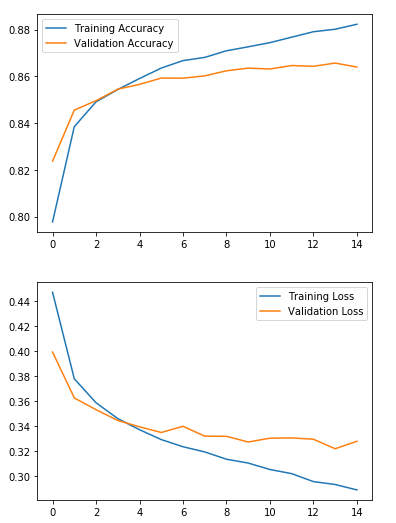 Training Accuracy
Validation Accuracy
0.88
0.86
0.84
0.82
0.80
0 2 4 6 8 10 12 14
Training Loss
Validation Loss
0.44
0.42
0.40
0.38
0.36
0.34
0.32
0.30
0 2 4 6 8 10 12 14